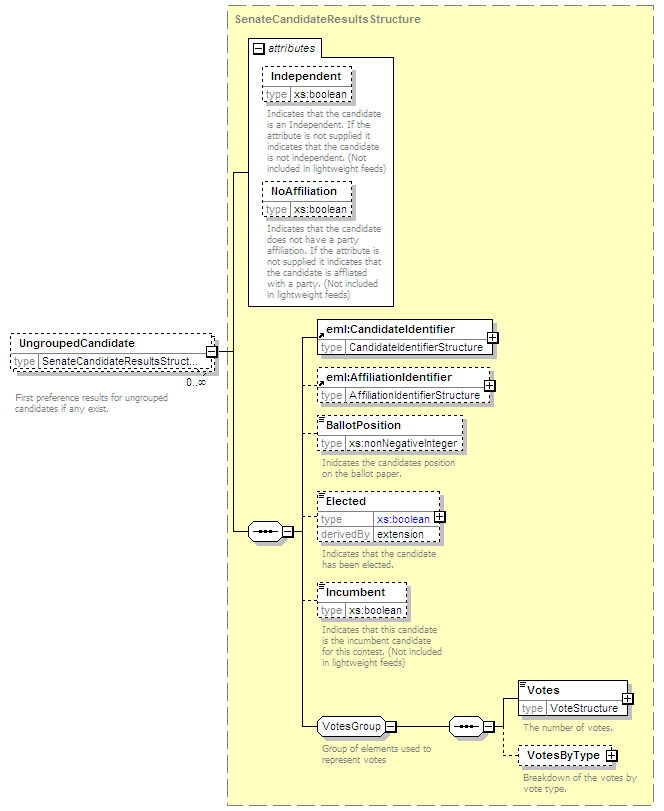 SenateCandidateResultsStructure
attributes
Independent
type xs:boolean
Indicates that the candidate
is an Independent. If the
attribute is not supplied it
indicates that the candidate
is not independent. (Not
included in lightweight feeds)
NoAffiliation
type xs:boolean
Indicates that the candidate
does not have a party
affiliation. If the attribute is
not supplied it indicates that
the candidate is affliated
with a party. (Not included
in lightweight feeds)
UngroupedCandidate
type SenateCandidateResultsStruct...
0..∞
First preference results for ungrouped
candidates if any exist.
eml:CandidateIdentifier
type CandidateIdentifierStructure
eml:AffiliationIdentifier
type AffiliationIdentifierStructure
BallotPosition
type xs:nonNegativeInteger
Inidcates the candidates position
on the ballot paper.
Elected
type xs:boolean
derivedBy extension
Indicates that the candidate
has been elected.
Incumbent
type xs:boolean
Indicates that this candidate
is the incumbent candidate
for this contest. (Not included
in lightweight feeds)
VotesGroup
Group of elements used to
represent votes
Votes
type VoteStructure
The number of votes.
VotesByType
Breakdown of the votes by
vote type.